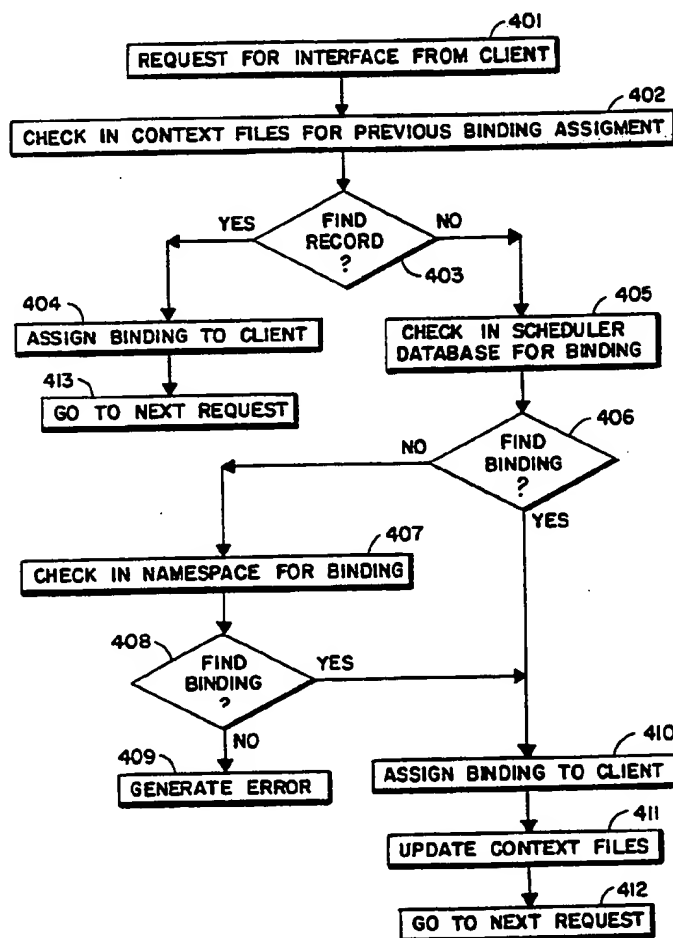 401
REQUEST FOR INTERFACE FROM CLIENT
402
CHECK IN CONTEXT FILES FOR PREVIOUS BINDING ASSIGMENT
YES
FIND
RECORD
?
NO
403
404
ASSIGN BINDING TO CLIENT
405
CHECK IN SCHEDULER
DATABASE FOR BINDING
413
GO TO NEXT REQUEST
406
NO
FIND
BINDING
?
YES
407
CHECK IN NAMESPACE FOR BINDING
408
FIND
BINDING
?
YES
NO
409
GENERATE ERROR
410
ASSIGN BINDING TO CLIENT
411
UPDATE CONTEXT FILES
412
GO TO NEXT REQUEST